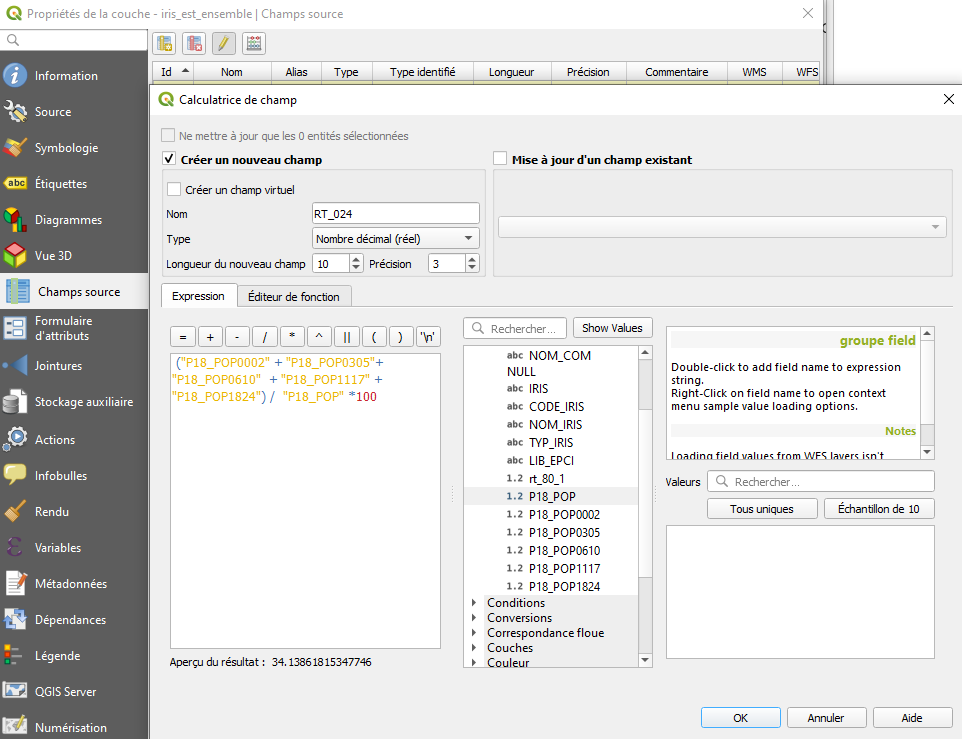 Propriétés de la couche - iris_est_ensemble | Champs source
Id Nom Alias Type Type identifié Longueur Précision Commentaire WMS WFS
Information
Source
Symbologie
abc Étiquettes
Diagrammes
Vue 3D
Champs source
Formulaire
d'attributs
Jointures
Stockage auxiliaire
Actions
Infobulles
Rendu
Variables
Métadonnées
Dépendances
Légende
QGIS Server
Numérisation
Calculatrice de champ
Ne mettre à jour que les 0 entités sélectionnées
Créer un nouveau champ
Créer un champ virtuel
Nom RT_024
Type Nombre décimal (réel)
Longueur du nouveau champ 10 Précision 3
Mise à jour d'un champ existant
Expression Éditeur de fonction
= + - / * ^ || ( ) '\n'
("P18_POP0002" + "P18_POP0305"+
"P18_POP0610" + "P18_POP1117" +
"P18_POP1824") / "P18_POP" *100
Aperçu du résultat : 34.13861815347746
Rechercher... Show Values
abc NOM_COM
NULL
abc IRIS
abc CODE_IRIS
abc NOM_IRIS
abc TYP_IRIS
abc LIB_EPCI
1.2 rt_80_1
1.2 P18_POP
1.2 P18_POP0002
1.2 P18_POP0305
1.2 P18_POP0610
1.2 P18_POP1117
1.2 P18_POP1824
Conditions
Conversions
Correspondance floue
Couches
Couleur
groupe field
Double-click to add field name to expression
string.
Right-Click on field name to open context
menu sample value loading options.
Notes
Loading field values from WFS layers isn't
Valeurs Rechercher...
Tous uniques Échantillon de 10
OK Annuler Aide